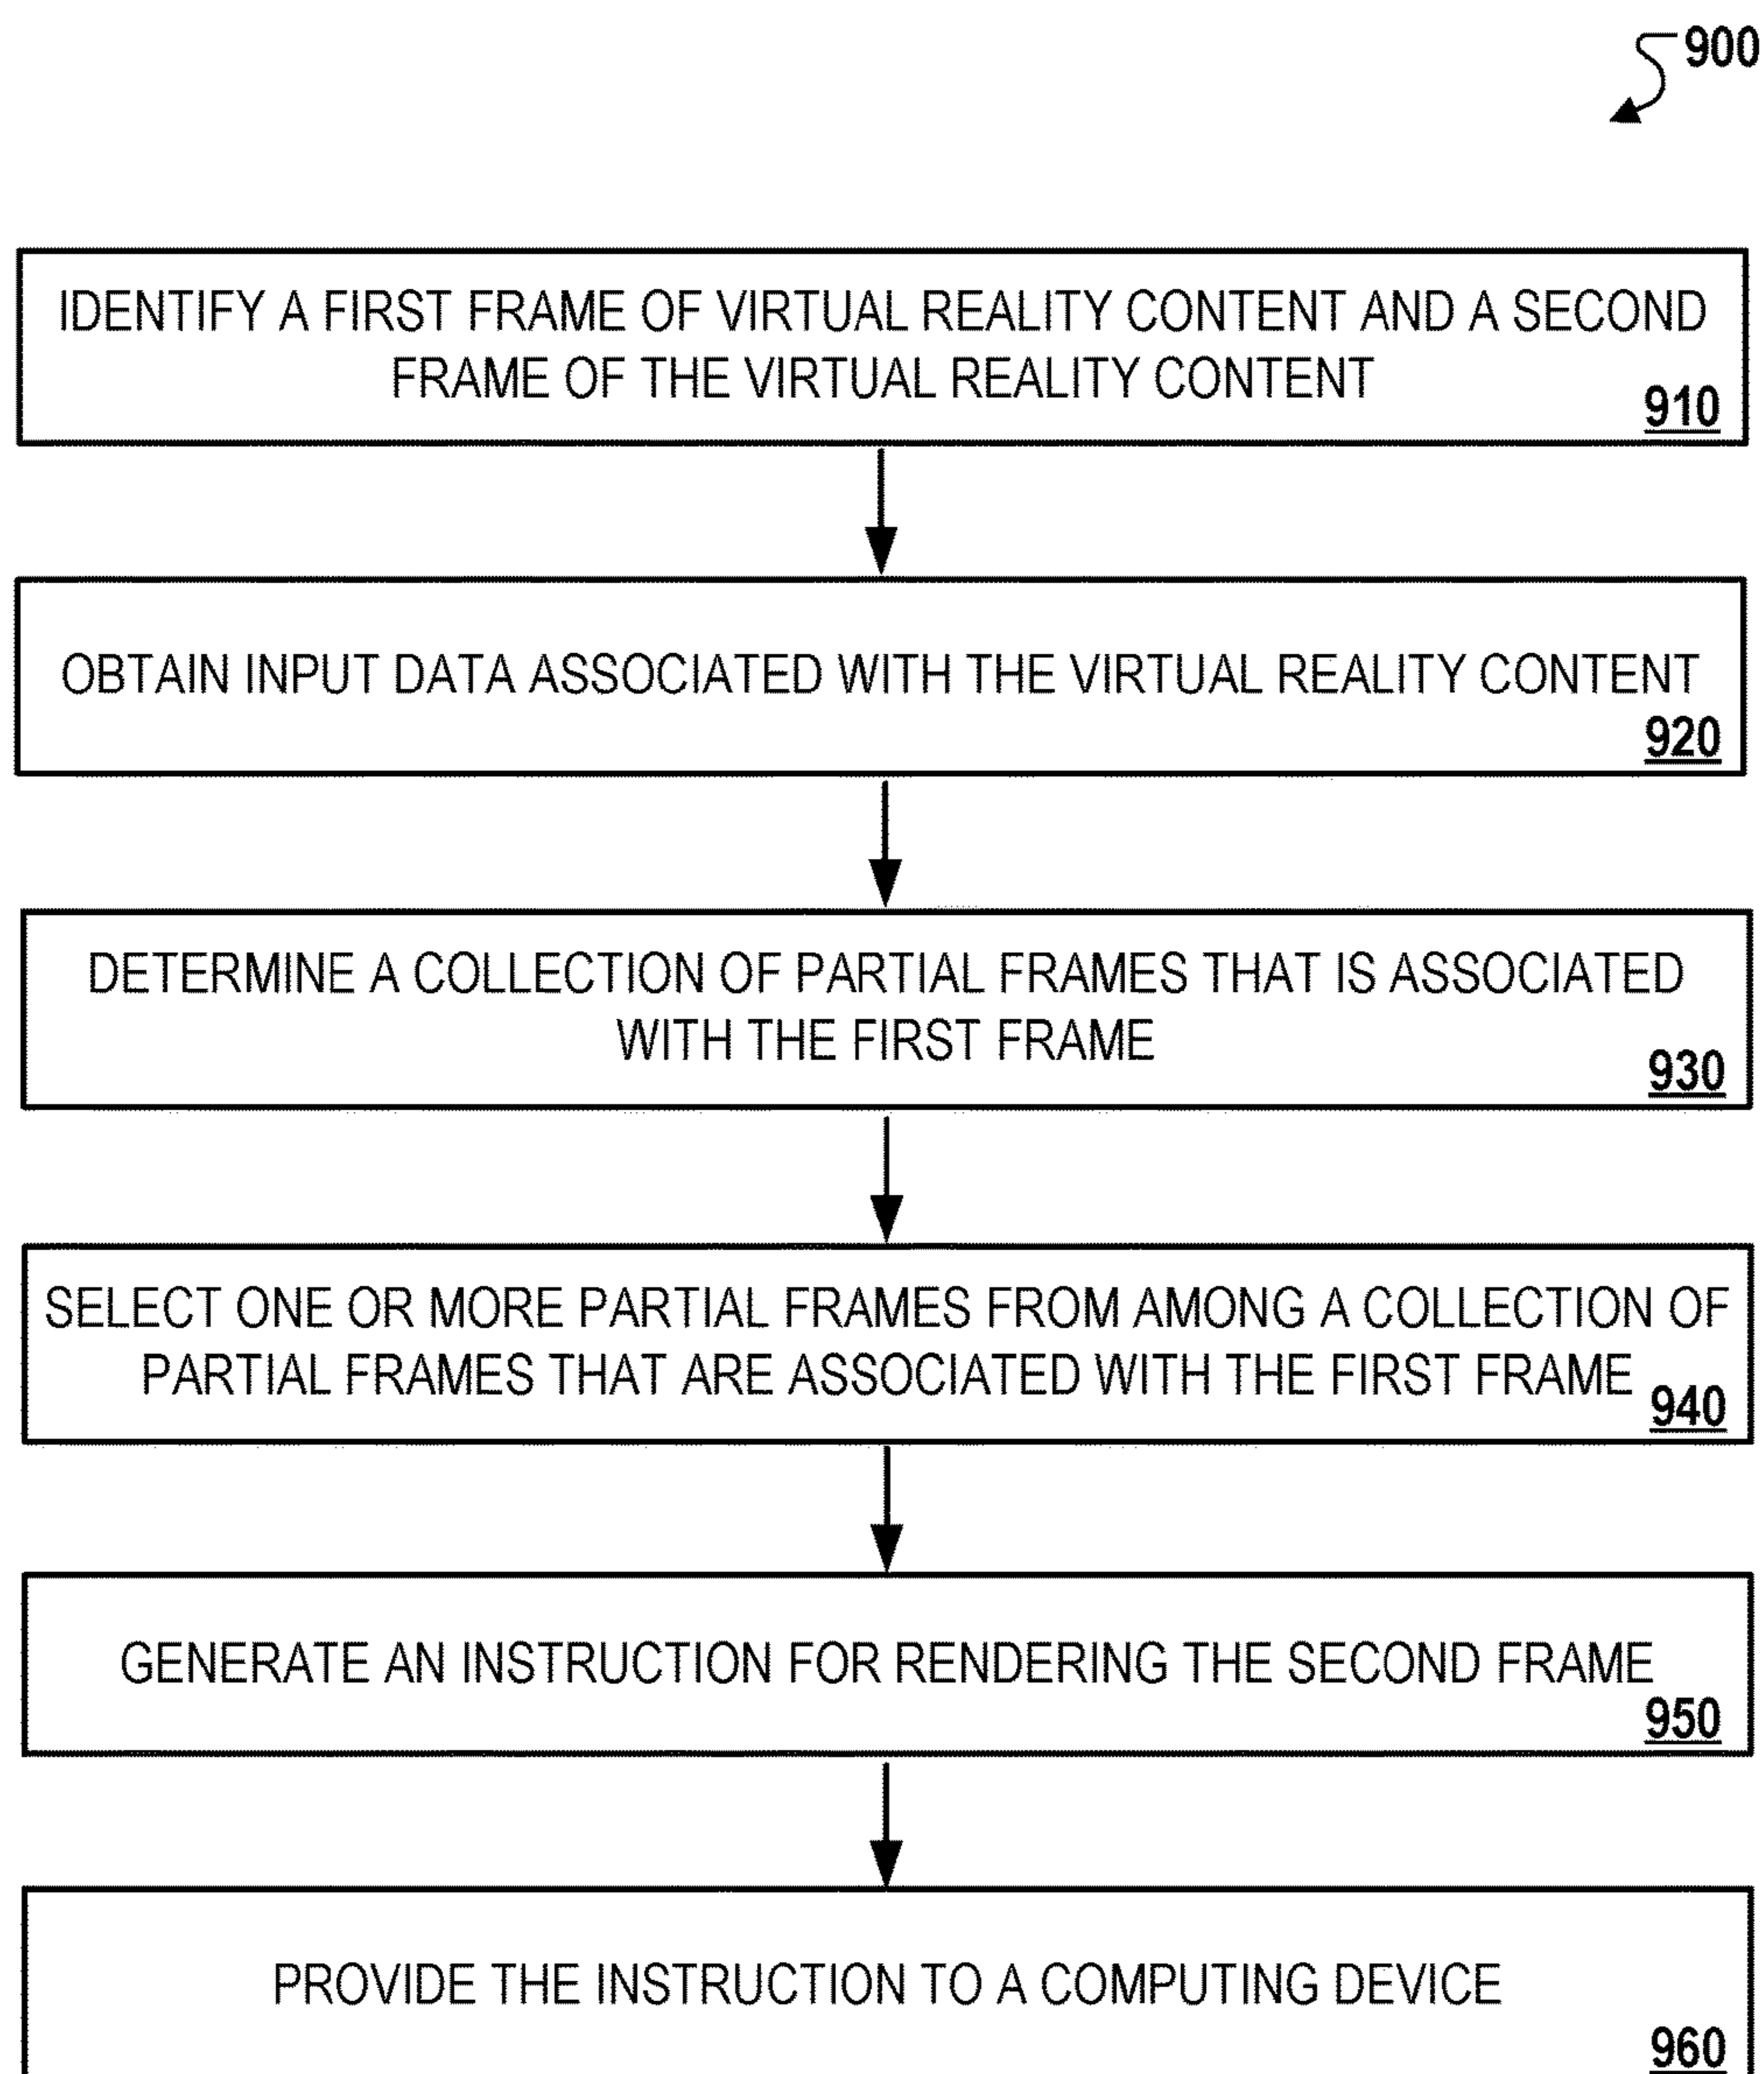 900
IDENTIFY A FIRST FRAME OF VIRTUAL REALITY CONTENT AND A SECOND
FRAME OF THE VIRTUAL REALITY CONTENT
910
OBTAIN INPUT DATA ASSOCIATED WITH THE VIRTUAL REALITY CONTENT
920
DETERMINE A COLLECTION OF PARTIAL FRAMES THAT IS ASSOCIATED
WITH THE FIRST FRAME
930
SELECT ONE OR MORE PARTIAL FRAMES FROM AMONG A COLLECTION OF
PARTIAL FRAMES THAT ARE ASSOCIATED WITH THE FIRST FRAME
940
GENERATE AN INSTRUCTION FOR RENDERING THE SECOND FRAME
950
PROVIDE THE INSTRUCTION TO A COMPUTING DEVICE
960